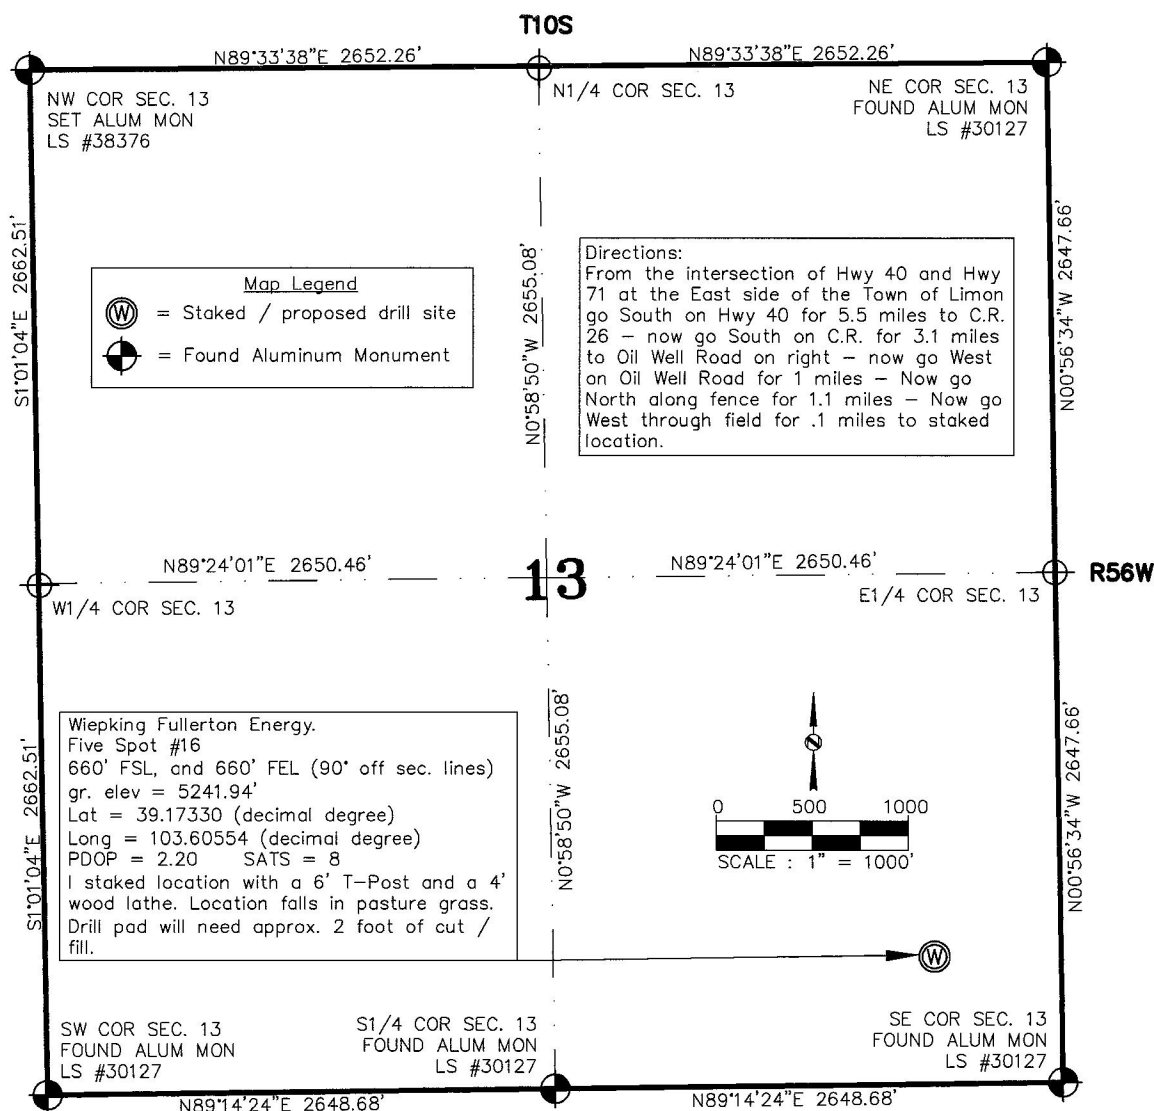 T10S
N89°33'38"E 2652.26'
N89°33'38"E 2652.26'
NW COR SEC. 13
SET ALUM MON
LS #38376
N1/4 COR SEC. 13
NE COR SEC. 13
FOUND ALUM MON
LS #30127
S1°01'04"E 2662.51'
N0°58'50"W 2655.08'
N00°56'34"W 2647.66'
Map Legend
W = Staked / proposed drill site
= Found Aluminum Monument
Directions:
From the intersection of Hwy 40 and Hwy
71 at the East side of the Town of Limon
go South on Hwy 40 for 5.5 miles to C.R.
26 – now go South on C.R. for 3.1 miles
to Oil Well Road on right – now go West
on Oil Well Road for 1 miles – Now go
North along fence for 1.1 miles – Now go
West through field for .1 miles to staked
location.
N89°24'01"E 2650.46'
13
N89°24'01"E 2650.46'
R56W
W1/4 COR SEC. 13
E1/4 COR SEC. 13
S1°01'04"E 2662.51'
Wiepking Fullerton Energy.
Five Spot #16
660' FSL, and 660' FEL (90° off sec. lines)
gr. elev = 5241.94'
Lat = 39.17330 (decimal degree)
Long = 103.60554 (decimal degree)
PDOP = 2.20 SATS = 8
I staked location with a 6' T-Post and a 4'
wood lathe. Location falls in pasture grass.
Drill pad will need approx. 2 foot of cut /
fill.
N0°58'50"W 2655.08'
N
0 500 1000
SCALE : 1" = 1000'
N00°56'34"W 2647.66'
W
SW COR SEC. 13
FOUND ALUM MON
LS #30127
S1/4 COR SEC. 13
FOUND ALUM MON
LS #30127
SE COR SEC. 13
FOUND ALUM MON
LS #30127
N89°14'24"E 2648.68'
N89°14'24"E 2648.68'